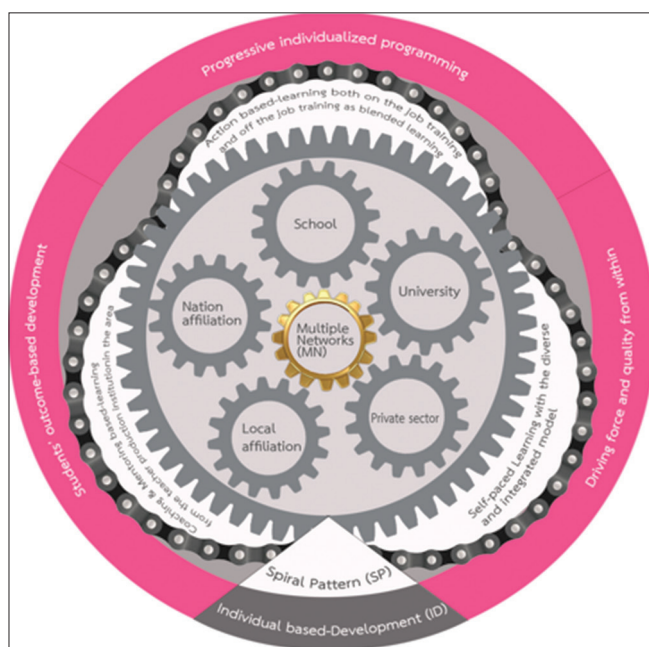 Progressive individualized programming
Action based-learning both on the job training
and off the job training as blended learning
School
University
Nation
affiliation
Multiple
Networks
(MN)
Private sector
Local
affiliation
Students' outcome-based development
Coaching & Mentoring based-learning
from the teacher production institutionin the area
Driving force and quality from within
Self-paced Learning with the diverse
and integrated model
Spiral Pattern (SP)
Individual based-Development (ID)